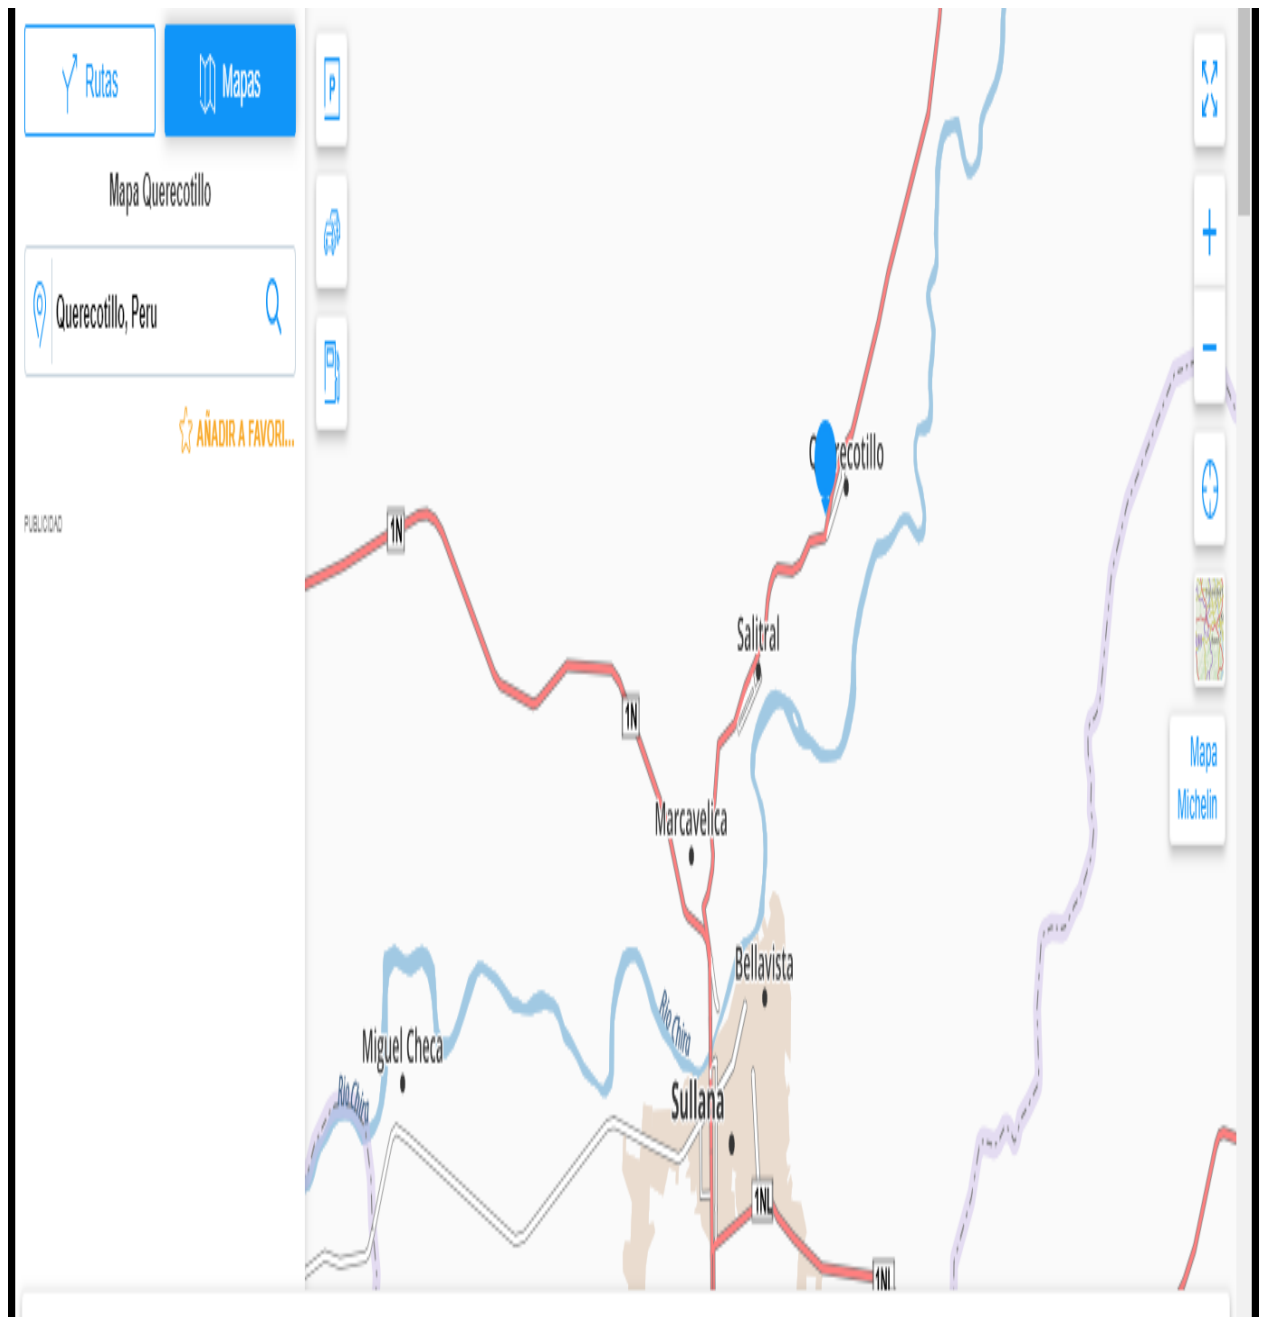 Rutas
Mapas
Mapa Querecotillo
Querecotillo, Peru
AÑADIR A FAVORI...
PUBLICIDAD
P
Mapa
Michelin
Querecotillo
1N
Salitral
1N
Marcavelica
Bellavista
Río Chira
Miguel Checa
Río Chira
Sullana
1NL
1NL